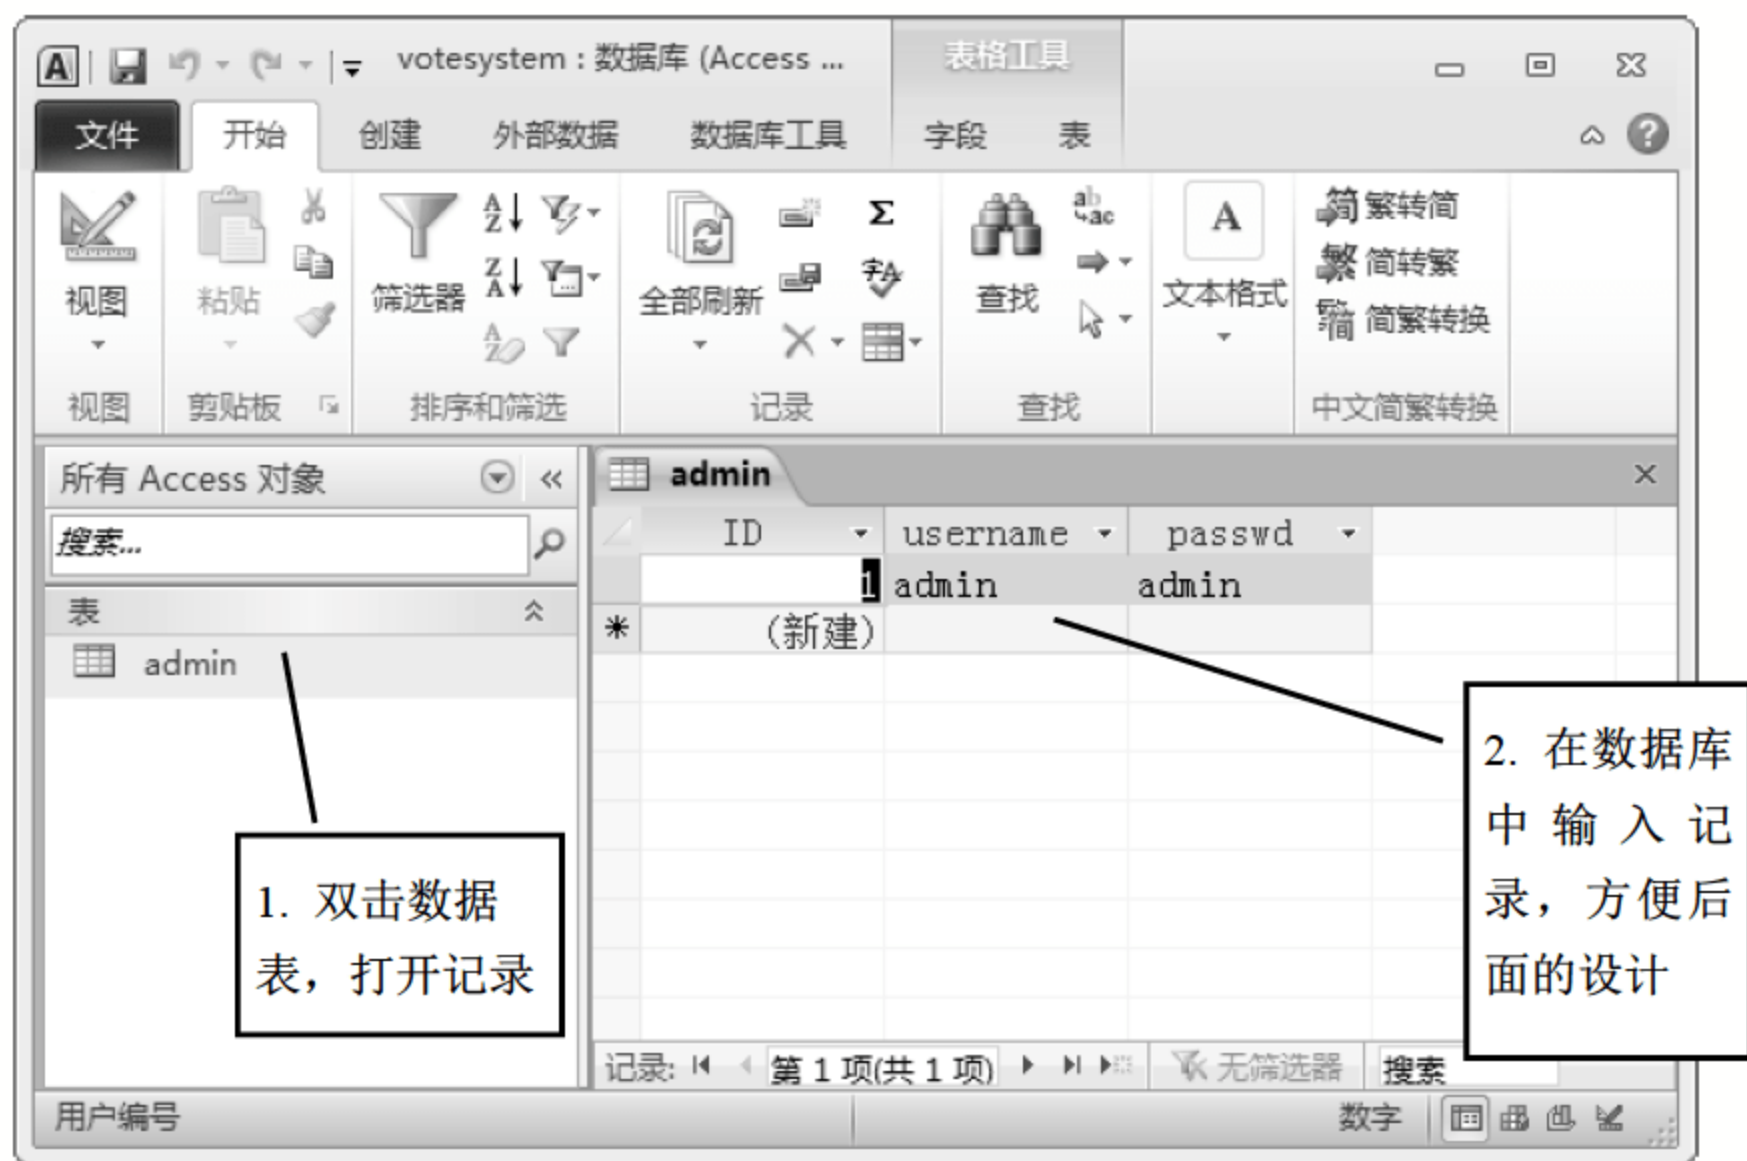 votesystem : 数据库 (Access ...
表格工具
文件 开始 创建 外部数据 数据库工具 字段 表
繁转简
简转繁
简繁转换
视图 粘贴 筛选器 全部刷新 查找 文本格式
视图 剪贴板 排序和筛选 记录 查找 中文简繁转换
所有 Access 对象
搜索...
表
admin
admin
ID username passwd
1 admin admin
* (新建)
1. 双击数据
表，打开记录
2. 在数据库
中输入记
录，方便后
面的设计
记录: 第 1 项(共 1 项) 无筛选器 搜索
用户编号 数字